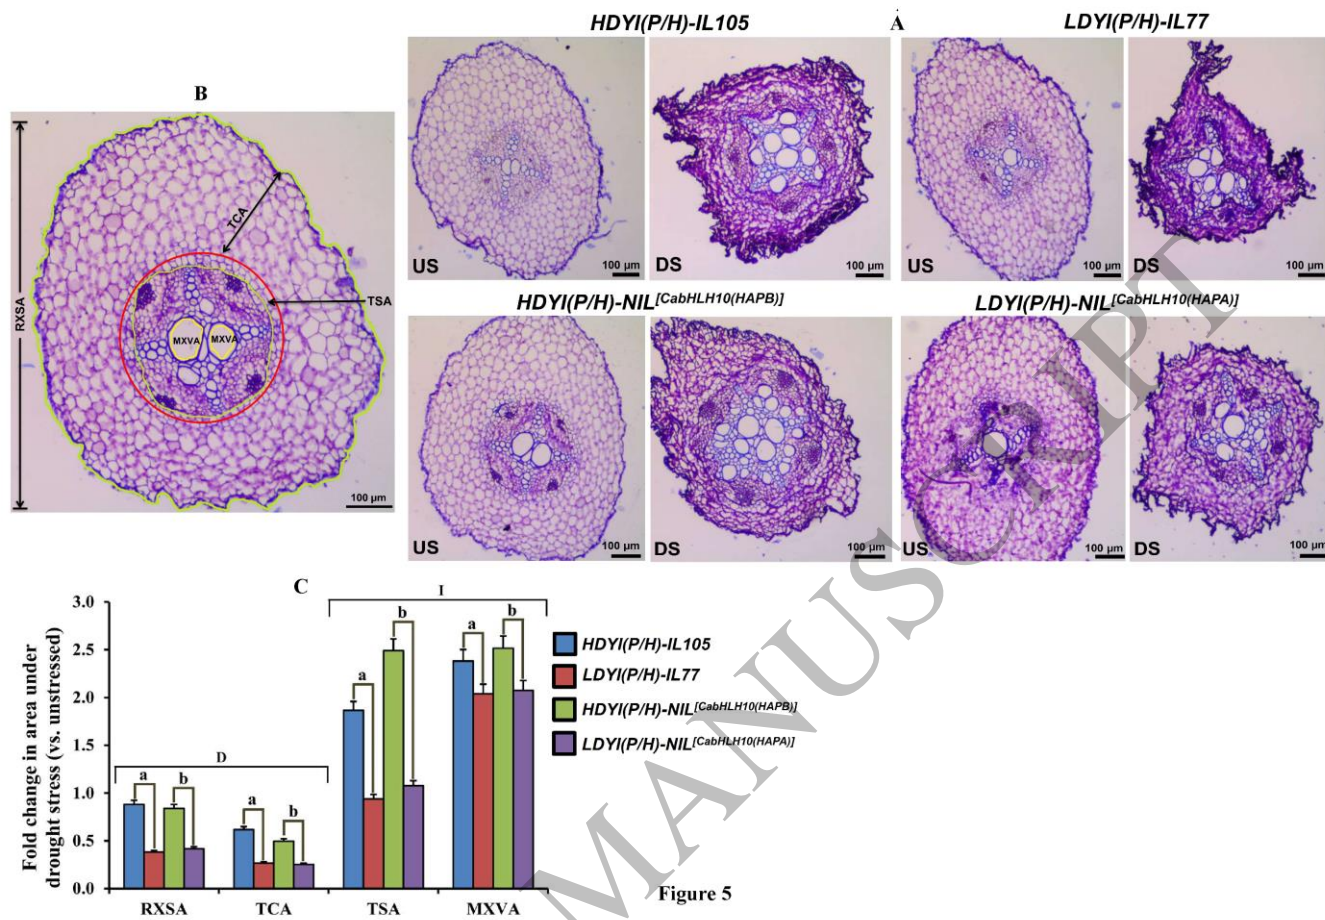 HDYI(P/H)-IL105
A
LDYI(P/H)-IL77
US
100 µm
DS
100 µm
US
100 µm
DS
100 µm
HDYI(P/H)-NIL[CabHLH10(HAPB)]
LDYI(P/H)-NIL[CabHLH10(HAPA)]
US
100 µm
DS
100 µm
US
100 µm
DS
100 µm
B
RXSA
TCA
TSA
MXVA
MXVA
100 µm
C
Fold change in area under
drought stress (vs. unstressed)
3.0
2.5
2.0
1.5
1.0
0.5
0.0
D
I
a
b
a
b
a
b
a
b
RXSA
TCA
TSA
MXVA
HDYI(P/H)-IL105
LDYI(P/H)-IL77
HDYI(P/H)-NIL[CabHLH10(HAPB)]
LDYI(P/H)-NIL[CabHLH10(HAPA)]
Figure 5
MANUSCRIPT